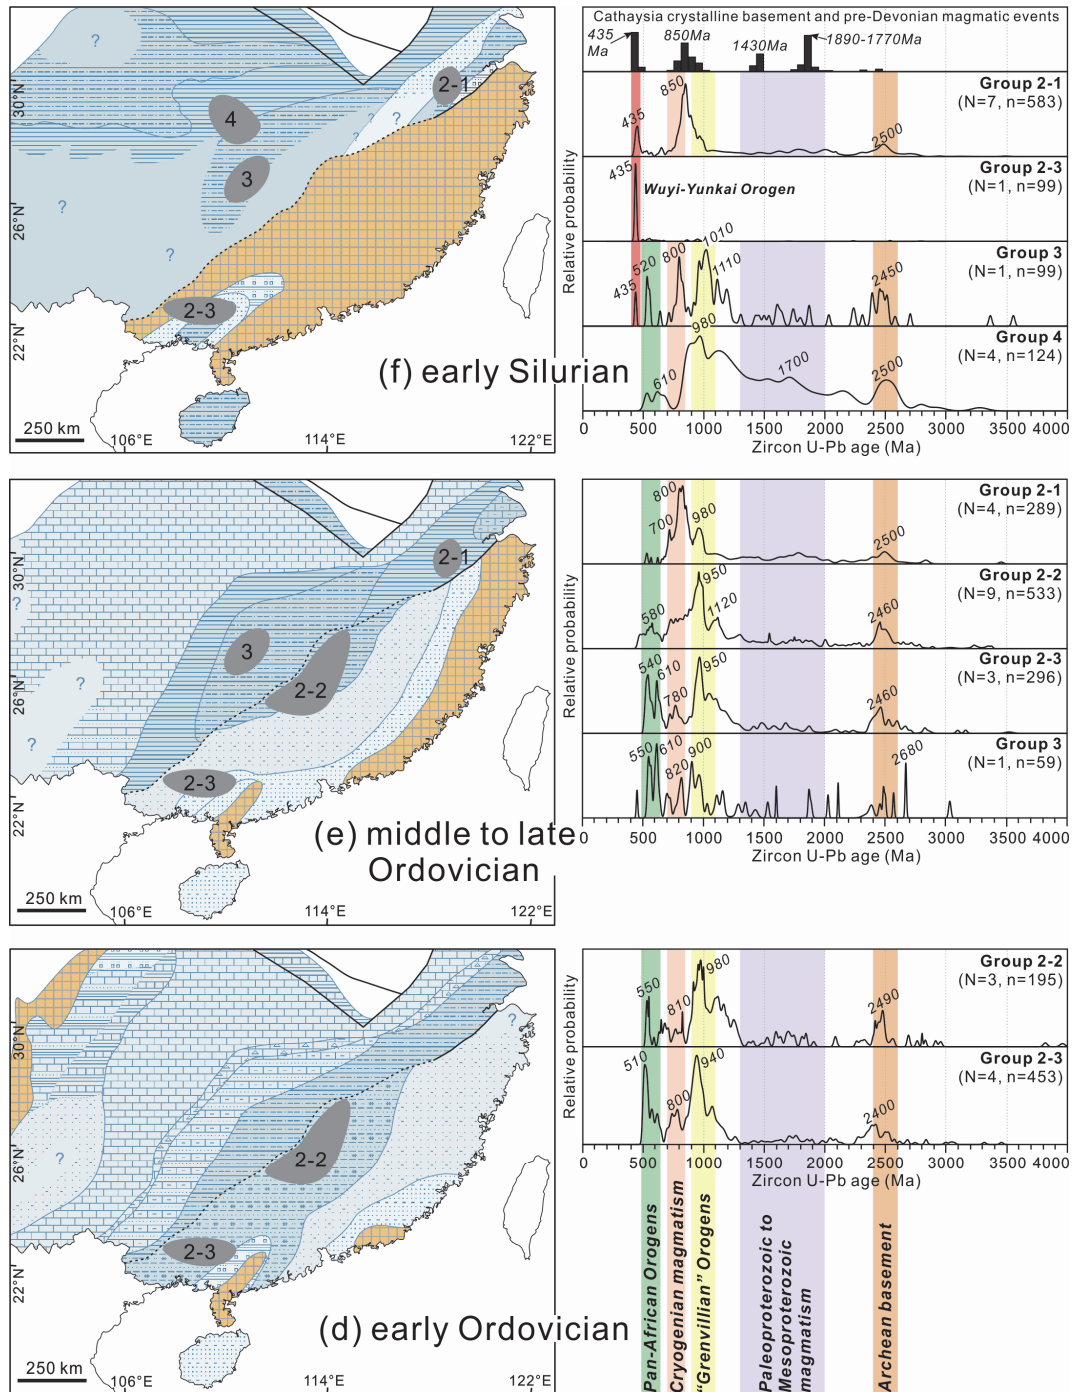 ?
30°N
4
2-1
?
?
3
26°N
?
?
2-3
22°N
(f) early Silurian
250 km
106°E
114°E
122°E
Cathaysia crystalline basement and pre-Devonian magmatic events
435
Ma
850Ma
1430Ma
1890-1770Ma
Relative probability
Group 2-1
(N=7, n=583)
435
850
2500
Group 2-3
(N=1, n=99)
435
Wuyi-Yunkai Orogen
Group 3
(N=1, n=99)
435
520
800
1010
1110
2450
Group 4
(N=4, n=124)
610
980
1700
2500
0
500
1000
1500
2000
2500
3000
3500
4000
Zircon U-Pb age (Ma)
30°N
2-1
?
3
26°N
?
2-2
?
2-3
22°N
(e) middle to late
Ordovician
250 km
106°E
114°E
122°E
Relative probability
Group 2-1
(N=4, n=289)
700
800
980
2500
Group 2-2
(N=9, n=533)
580
950
1120
2460
Group 2-3
(N=3, n=296)
540
610
780
950
2460
Group 3
(N=1, n=59)
550
610
820
900
2680
0
500
1000
1500
2000
2500
3000
3500
4000
Zircon U-Pb age (Ma)
?
30°N
26°N
?
2-2
2-3
22°N
(d) early Ordovician
250 km
106°E
114°E
122°E
Relative probability
Group 2-2
(N=3, n=195)
550
810
980
2490
Group 2-3
(N=4, n=453)
510
800
940
2400
0
500
1000
1500
2000
2500
3000
3500
4000
Zircon U-Pb age (Ma)
Pan-African Orogens
Cryogenian magmatism
"Grenvillian" Orogens
Paleoproterozoic to
Mesoproterozoic
magmatism
Archean basement